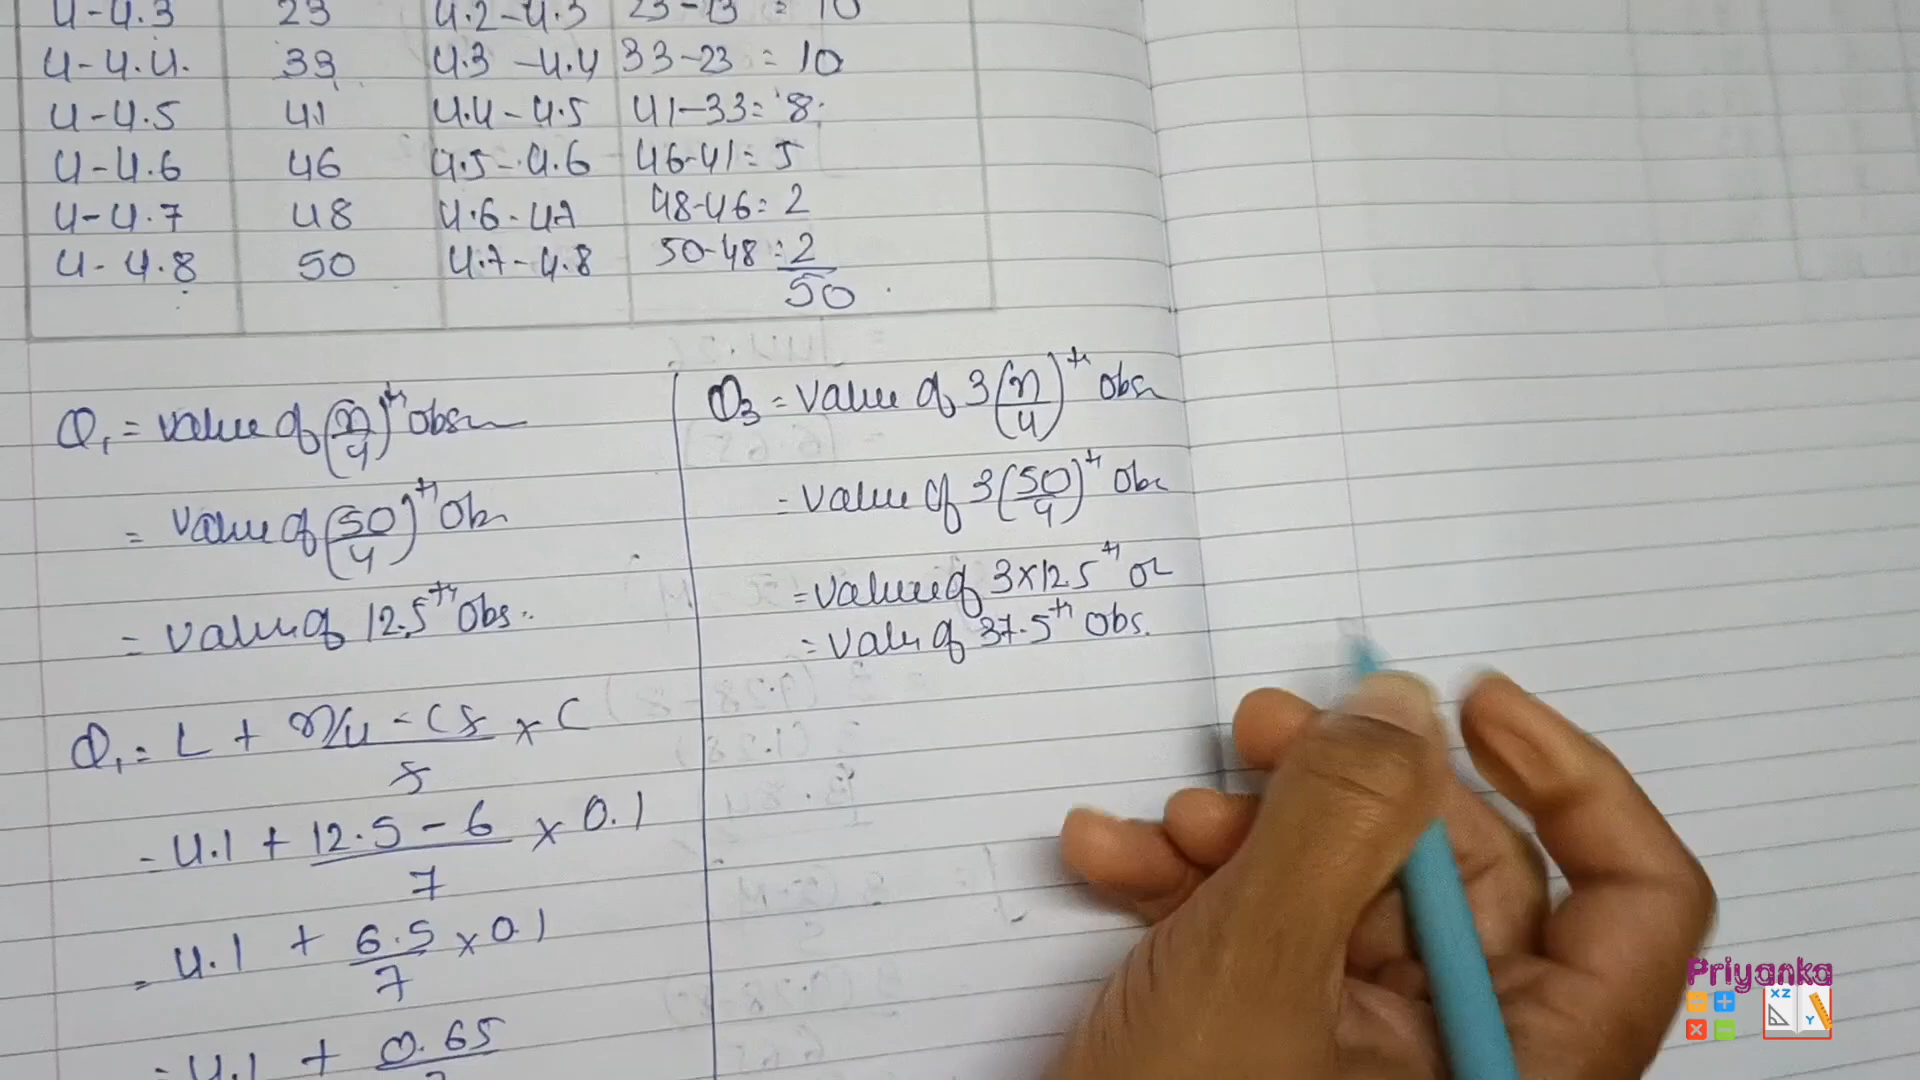 4-4.3 23 4.2-4.3 23-13 = 10
4-4.4. 33 4.3-4.4 33-23 = 10
4-4.5 41 4.4-4.5 41-33= 8
4-4.6 46 4.5-4.6 46-41= 5
4-4.7 48 4.6-4.7 48-46= 2
4-4.8 50 4.7-4.8 50-48 = 2
50
Q₁ = value of (n/4)th Obsn
= value of (50/4)th Obs
= value of 12.5th Obs.
Q₁ = L + n/4 - Cf / f × C
= 4.1 + 12.5 - 6 / 7 × 0.1
= 4.1 + 6.5 / 7 × 0.1
= 4.1 + 0.65
Q3 = value of 3(n/4)th Obsn
= value of 3(50/4)th Obs
= value of 3×12.5th
= value of 37.5th Obs.
Priyanka
XZ
Y